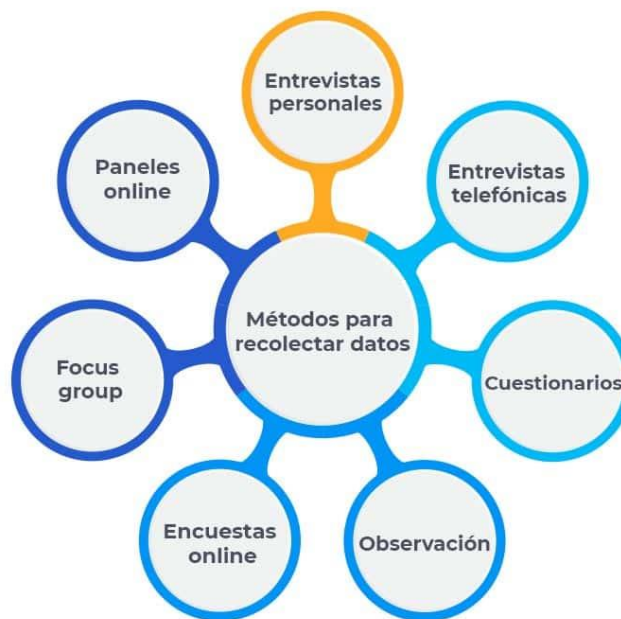 Entrevistas
personales
Entrevistas
telefónicas
Cuestionarios
Observación
Encuestas
online
Focus
group
Paneles
online
Métodos para
recolectar datos